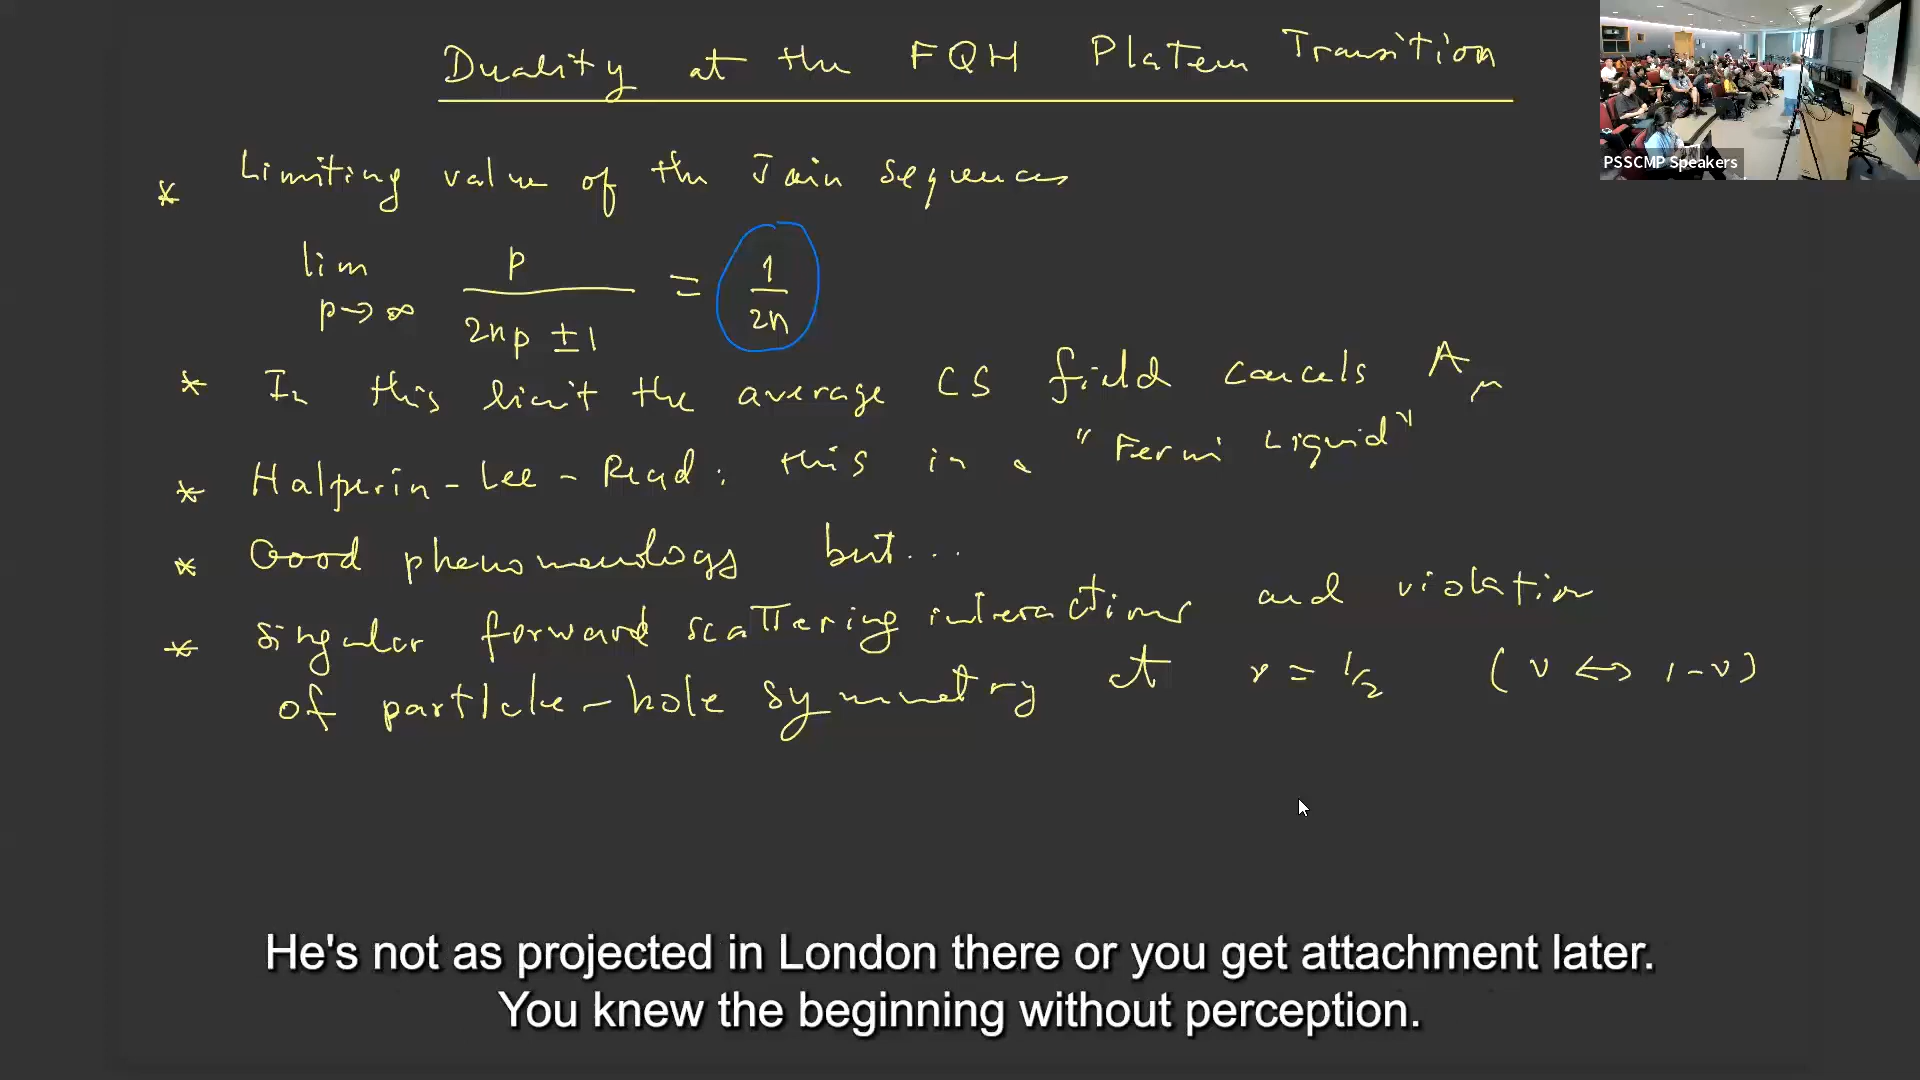 Duality at the FQH Plateau Transition
PSSCMP Speakers
* Limiting value of the Jain sequences
lim p→∞ p / (2np ± 1) = 1/2n
* In this limit the average CS field cancels Aμ
* Halperin-Lee-Read: this is a "Fermi Liquid"
* Good phenomenology but...
* Singular forward scattering interactions and violation
of particle-hole symmetry at ν = 1/2 (ν ↔ 1-ν)
He's not as projected in London there or you get attachment later.
You knew the beginning without perception.